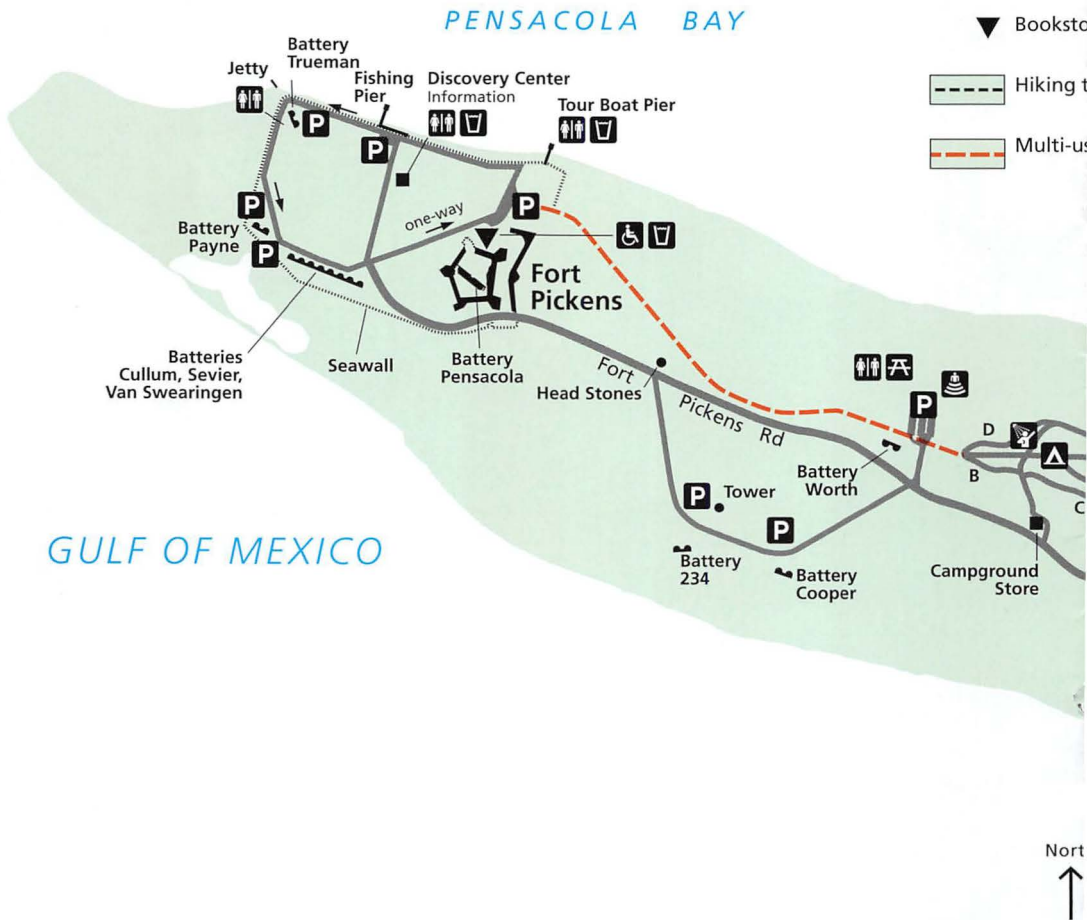 PENSACOLA BAY
Booksto
Hiking t
Multi-us
Battery
Trueman
Jetty
Fishing
Pier
Discovery Center
Information
Tour Boat Pier
P
P
P
P
P
one-way
Battery
Payne
Fort
Pickens
Batteries
Cullum, Sevier,
Van Swearingen
Seawall
Battery
Pensacola
Head Stones
Fort
Pickens
Rd
P
D
B
C
Battery
Worth
P
Tower
P
Battery
234
Battery
Cooper
Campground
Store
GULF OF MEXICO
Nort